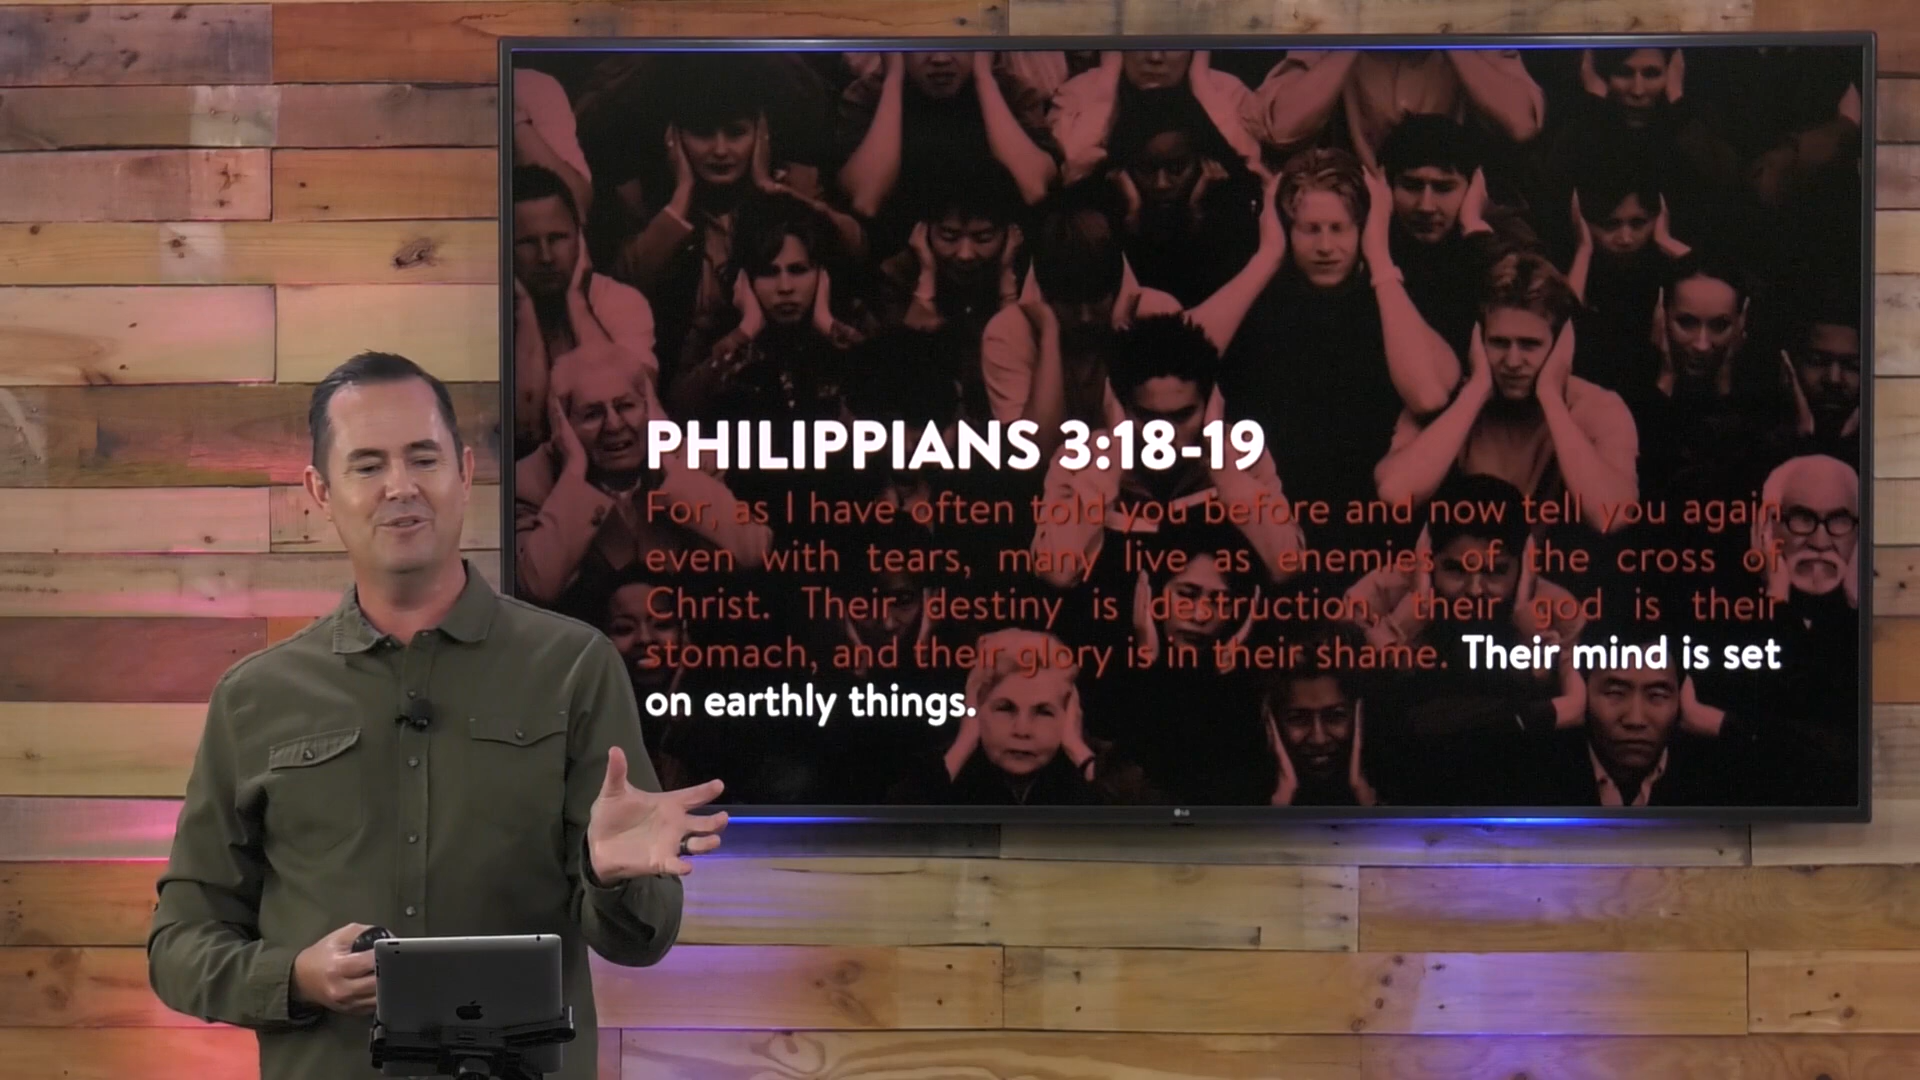 PHILIPPIANS 3:18-19
For, as I have often told you before and now tell you again
even with tears, many live as enemies of the cross of
Christ. Their destiny is destruction, their god is their
stomach, and their glory is in their shame. Their mind is set
on earthly things.
LG